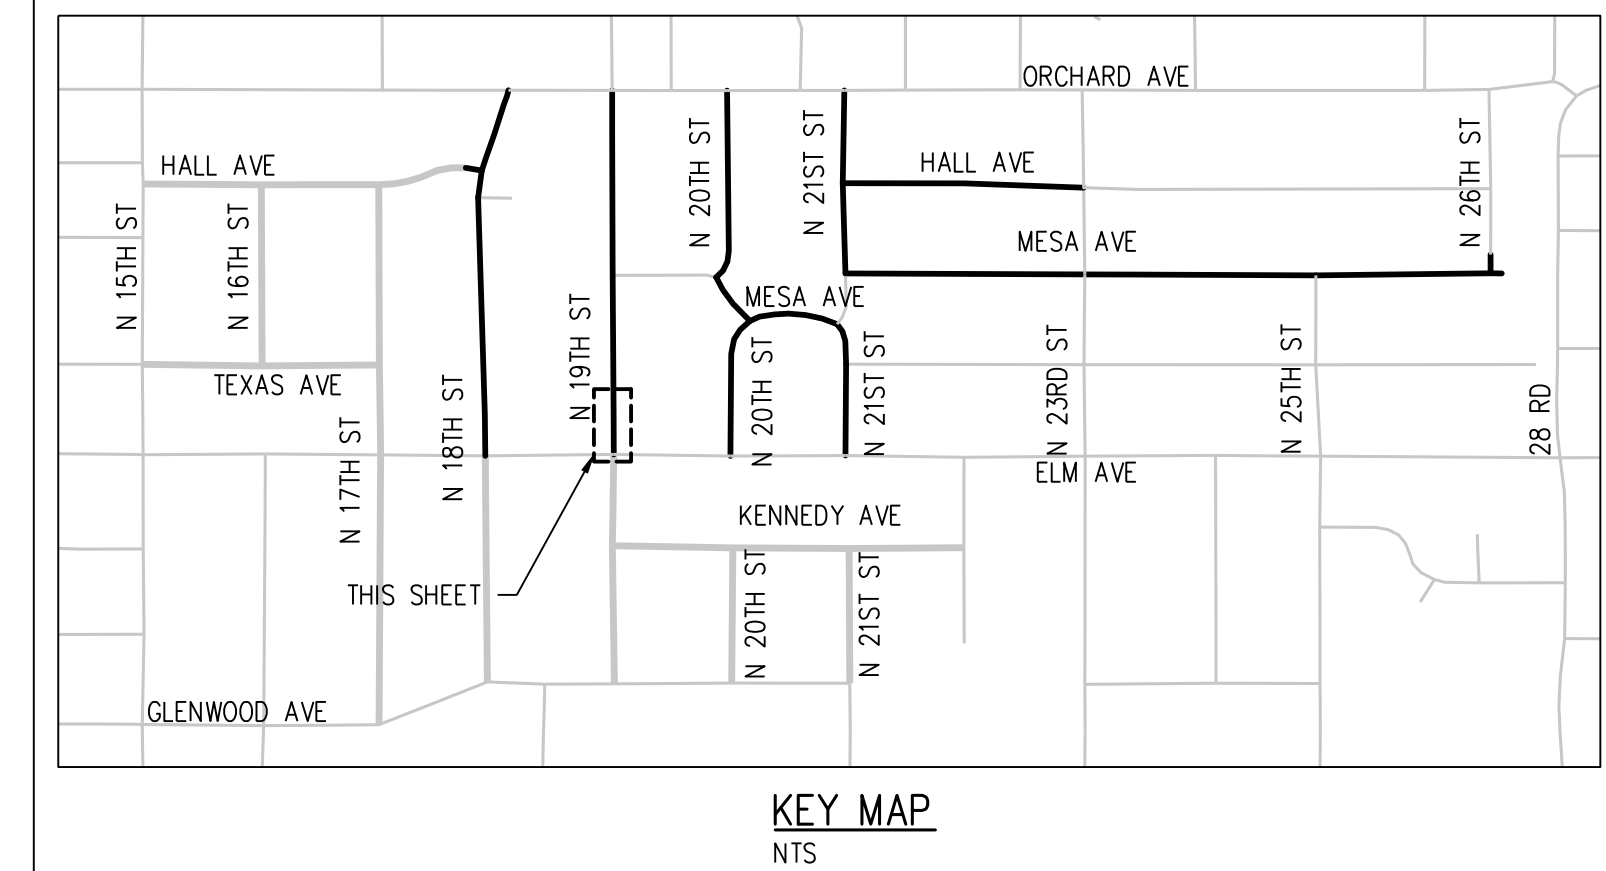 ORCHARD AVE
HALL AVE
HALL AVE
N 15TH ST
N 16TH ST
N 20TH ST
N 21ST ST
N 26TH ST
MESA AVE
MESA AVE
N 19TH ST
TEXAS AVE
N 17TH ST
N 18TH ST
N 20TH ST
N 21ST ST
N 23RD ST
N 25TH ST
28 RD
ELM AVE
KENNEDY AVE
THIS SHEET
N 20TH ST
N 21ST ST
GLENWOOD AVE
KEY MAP
NTS